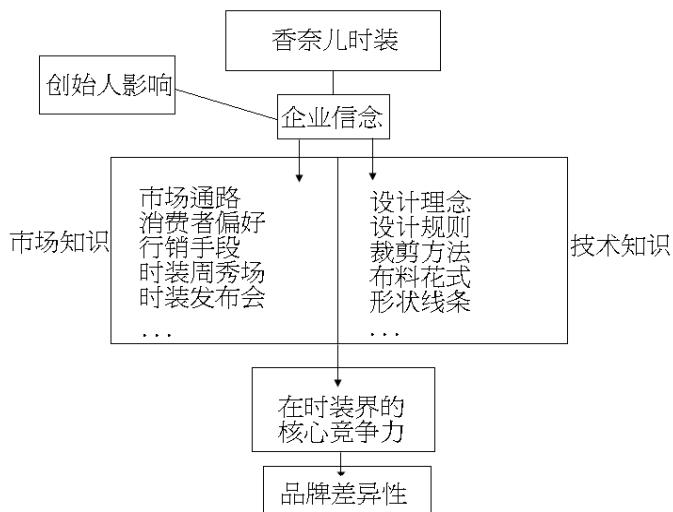 香奈儿时装
创始人影响
企业信念
市场知识
市场通路
消费者偏好
行销手段
时装周秀场
时装发布会
...
设计理念
设计规则
裁剪方法
布料花式
形状线条
...
技术知识
在时装界的
核心竞争力
品牌差异性